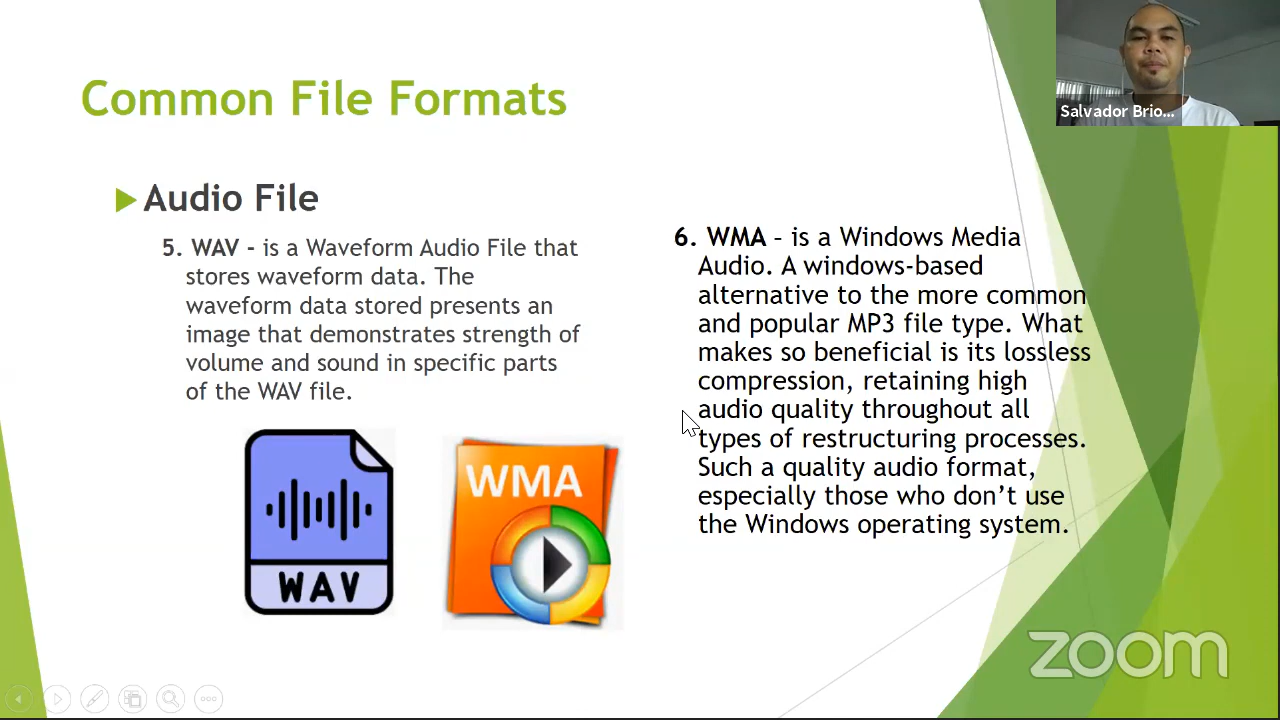 Common File Formats
Salvador Brio...
Audio File
5. WAV - is a Waveform Audio File that
stores waveform data. The
waveform data stored presents an
image that demonstrates strength of
volume and sound in specific parts
of the WAV file.
6. WMA – is a Windows Media
Audio. A windows-based
alternative to the more common
and popular MP3 file type. What
makes so beneficial is its lossless
compression, retaining high
audio quality throughout all
types of restructuring processes.
Such a quality audio format,
especially those who don’t use
the Windows operating system.
WAV
WMA
zoom